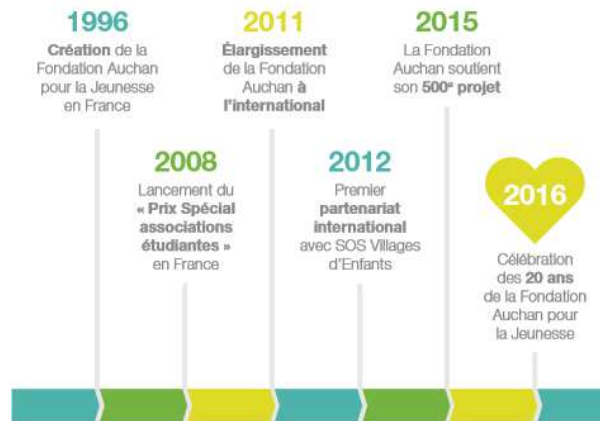 1996
Création de la
Fondation Auchan
pour la Jeunesse
en France
2008
Lancement du
« Prix Spécial
associations
étudiantes »
en France
2011
Élargissement
de la Fondation
Auchan à
l'international
2012
Premier
partenariat
international
avec SOS Villages
d'Enfants
2015
La Fondation
Auchan soutient
son 500e projet
2016
Célébration
des 20 ans
de la Fondation
Auchan pour
la Jeunesse